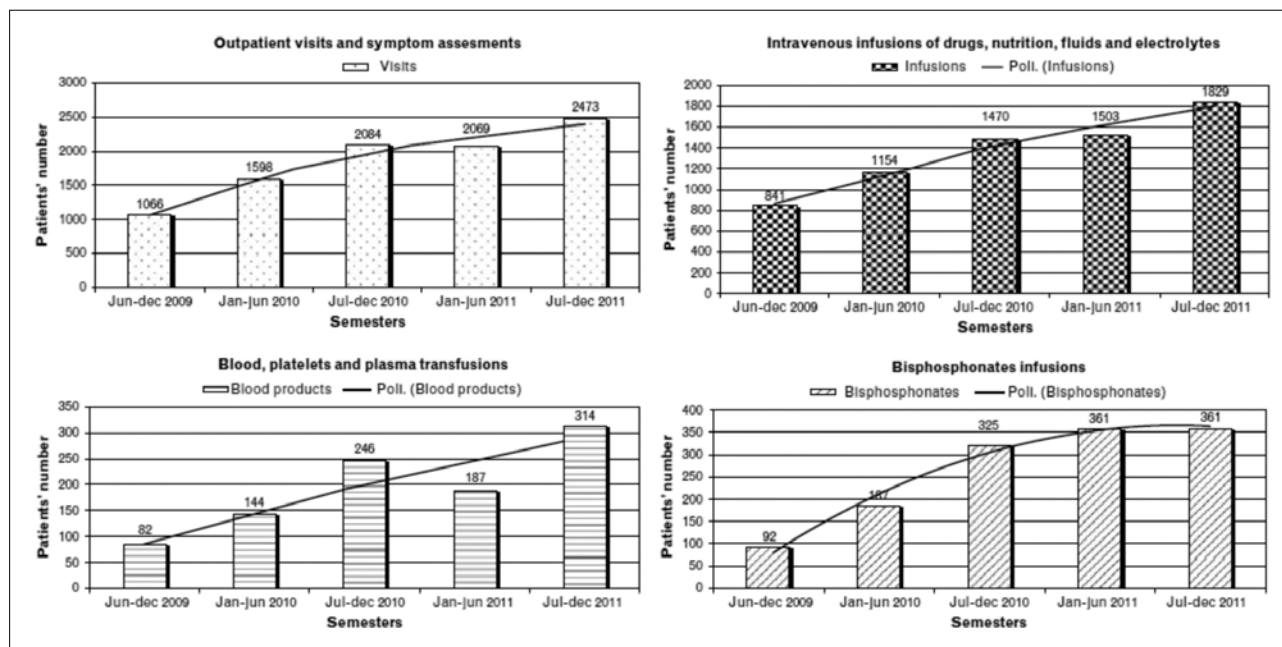 Outpatient visits and symptom assesments
Visits
Patients' number
3000
2500
2000
1500
1000
500
0
1066
1598
2084
2069
2473
Jun-dec 2009 Jan-jun 2010 Jul-dec 2010 Jan-jun 2011 Jul-dec 2011
Semesters
Intravenous infusions of drugs, nutrition, fluids and electrolytes
Infusions Poli. (Infusions)
Patients' number
2000
1800
1600
1400
1200
1000
800
600
400
200
0
841
1154
1470
1503
1829
Jun-dec 2009 Jan-jun 2010 Jul-dec 2010 Jan-jun 2011 Jul-dec 2011
Semesters
Blood, platelets and plasma transfusions
Blood products Poli. (Blood products)
Patients' number
350
300
250
200
150
100
50
0
82
144
246
187
314
Jun-dec 2009 Jan-jun 2010 Jul-dec 2010 Jan-jun 2011 Jul-dec 2011
Semesters
Bisphosphonates infusions
Bisphosphonates Poli. (Bisphosphonates)
Patients' number
400
350
300
250
200
150
100
50
0
92
187
325
361
361
Jun-dec 2009 Jan-jun 2010 Jul-dec 2010 Jan-jun 2011 Jul-dec 2011
Semesters